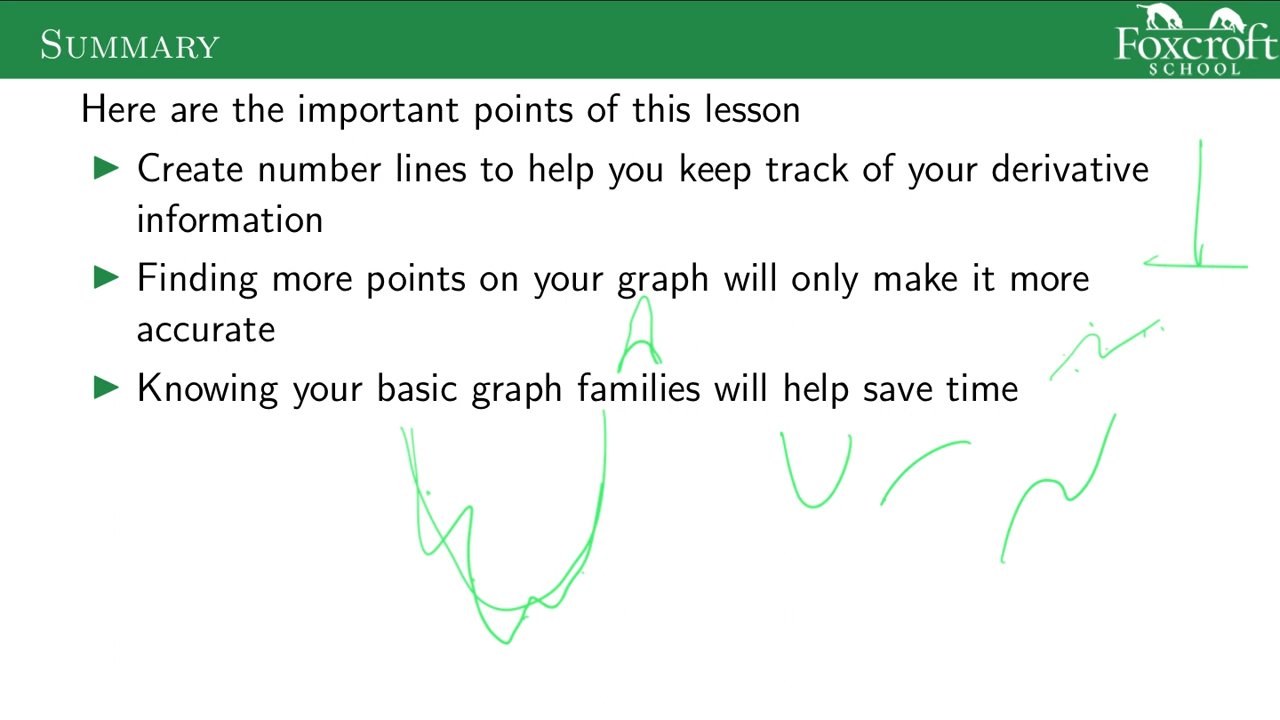 Summary
Foxcroft
SCHOOL
Here are the important points of this lesson
▶ Create number lines to help you keep track of your derivative
information
▶ Finding more points on your graph will only make it more
accurate
▶ Knowing your basic graph families will help save time